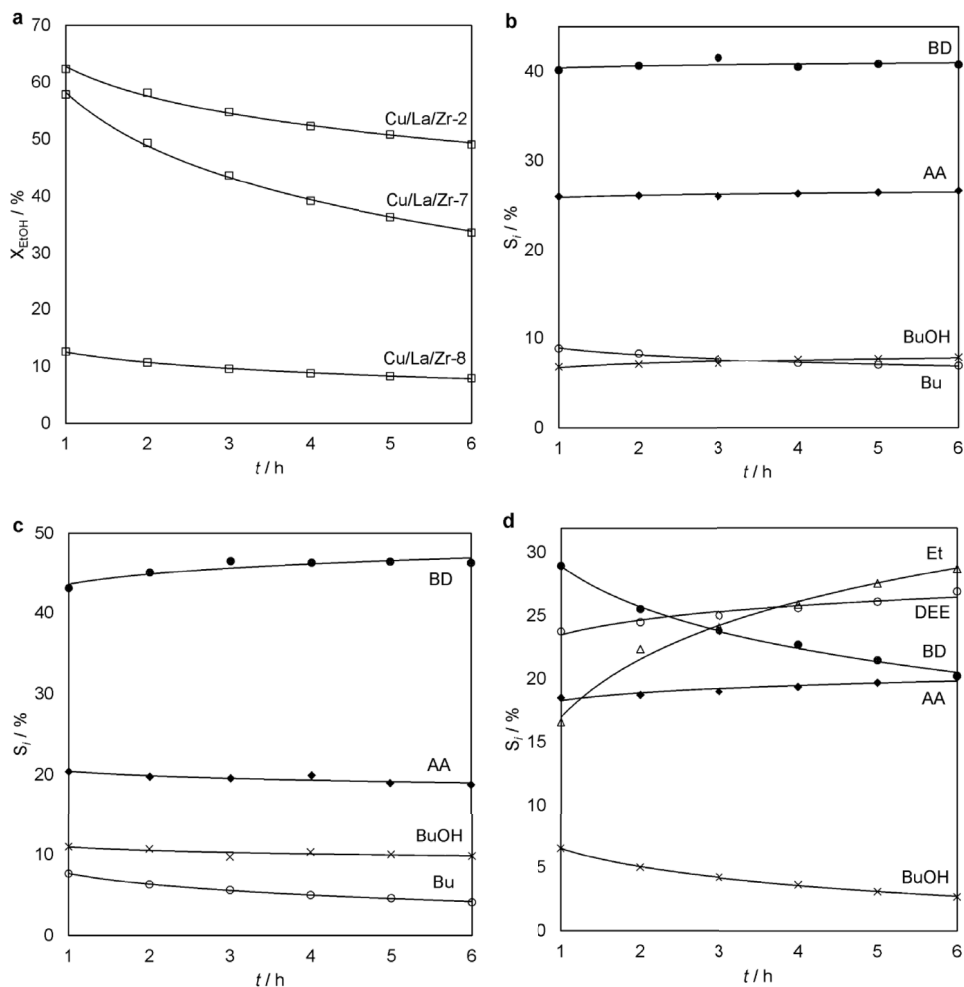 a
70
60
50
40
30
20
10
0
X_EtOH / %
Cu/La/Zr-2
Cu/La/Zr-7
Cu/La/Zr-8
1 2 3 4 5 6
t / h
b
40
30
20
10
0
S_i / %
BD
AA
BuOH
Bu
1 2 3 4 5 6
t / h
c
50
40
30
20
10
0
S_i / %
BD
AA
BuOH
Bu
1 2 3 4 5 6
t / h
d
30
25
20
15
10
5
0
S_i / %
Et
DEE
BD
AA
BuOH
1 2 3 4 5 6
t / h